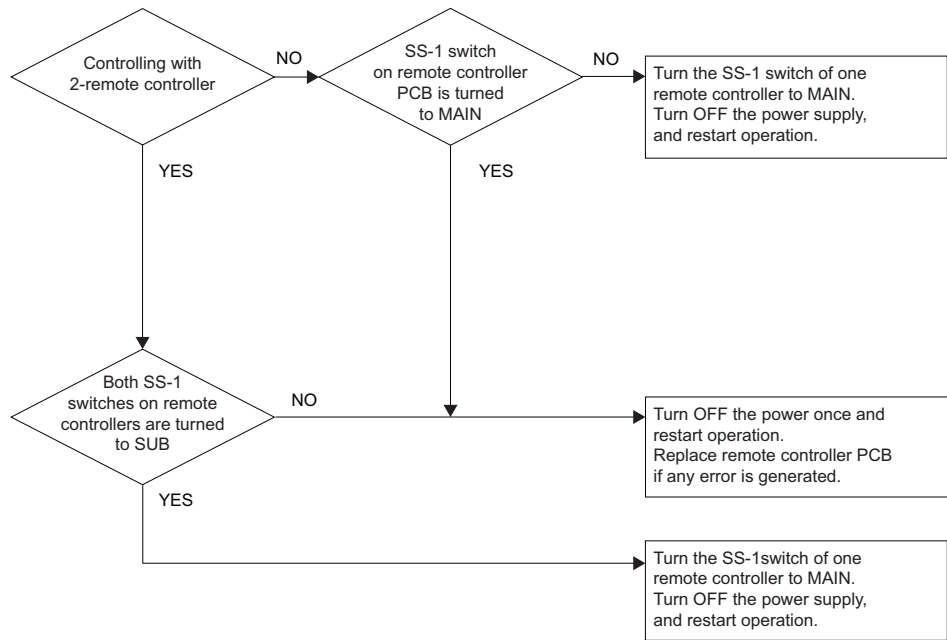 Controlling with
2-remote controller
NO
SS-1 switch
on remote controller
PCB is turned
to MAIN
NO
Turn the SS-1 switch of one
remote controller to MAIN.
Turn OFF the power supply,
and restart operation.
YES
YES
Both SS-1
switches on remote
controllers are turned
to SUB
NO
Turn OFF the power once and
restart operation.
Replace remote controller PCB
if any error is generated.
YES
Turn the SS-1switch of one
remote controller to MAIN.
Turn OFF the power supply,
and restart operation.